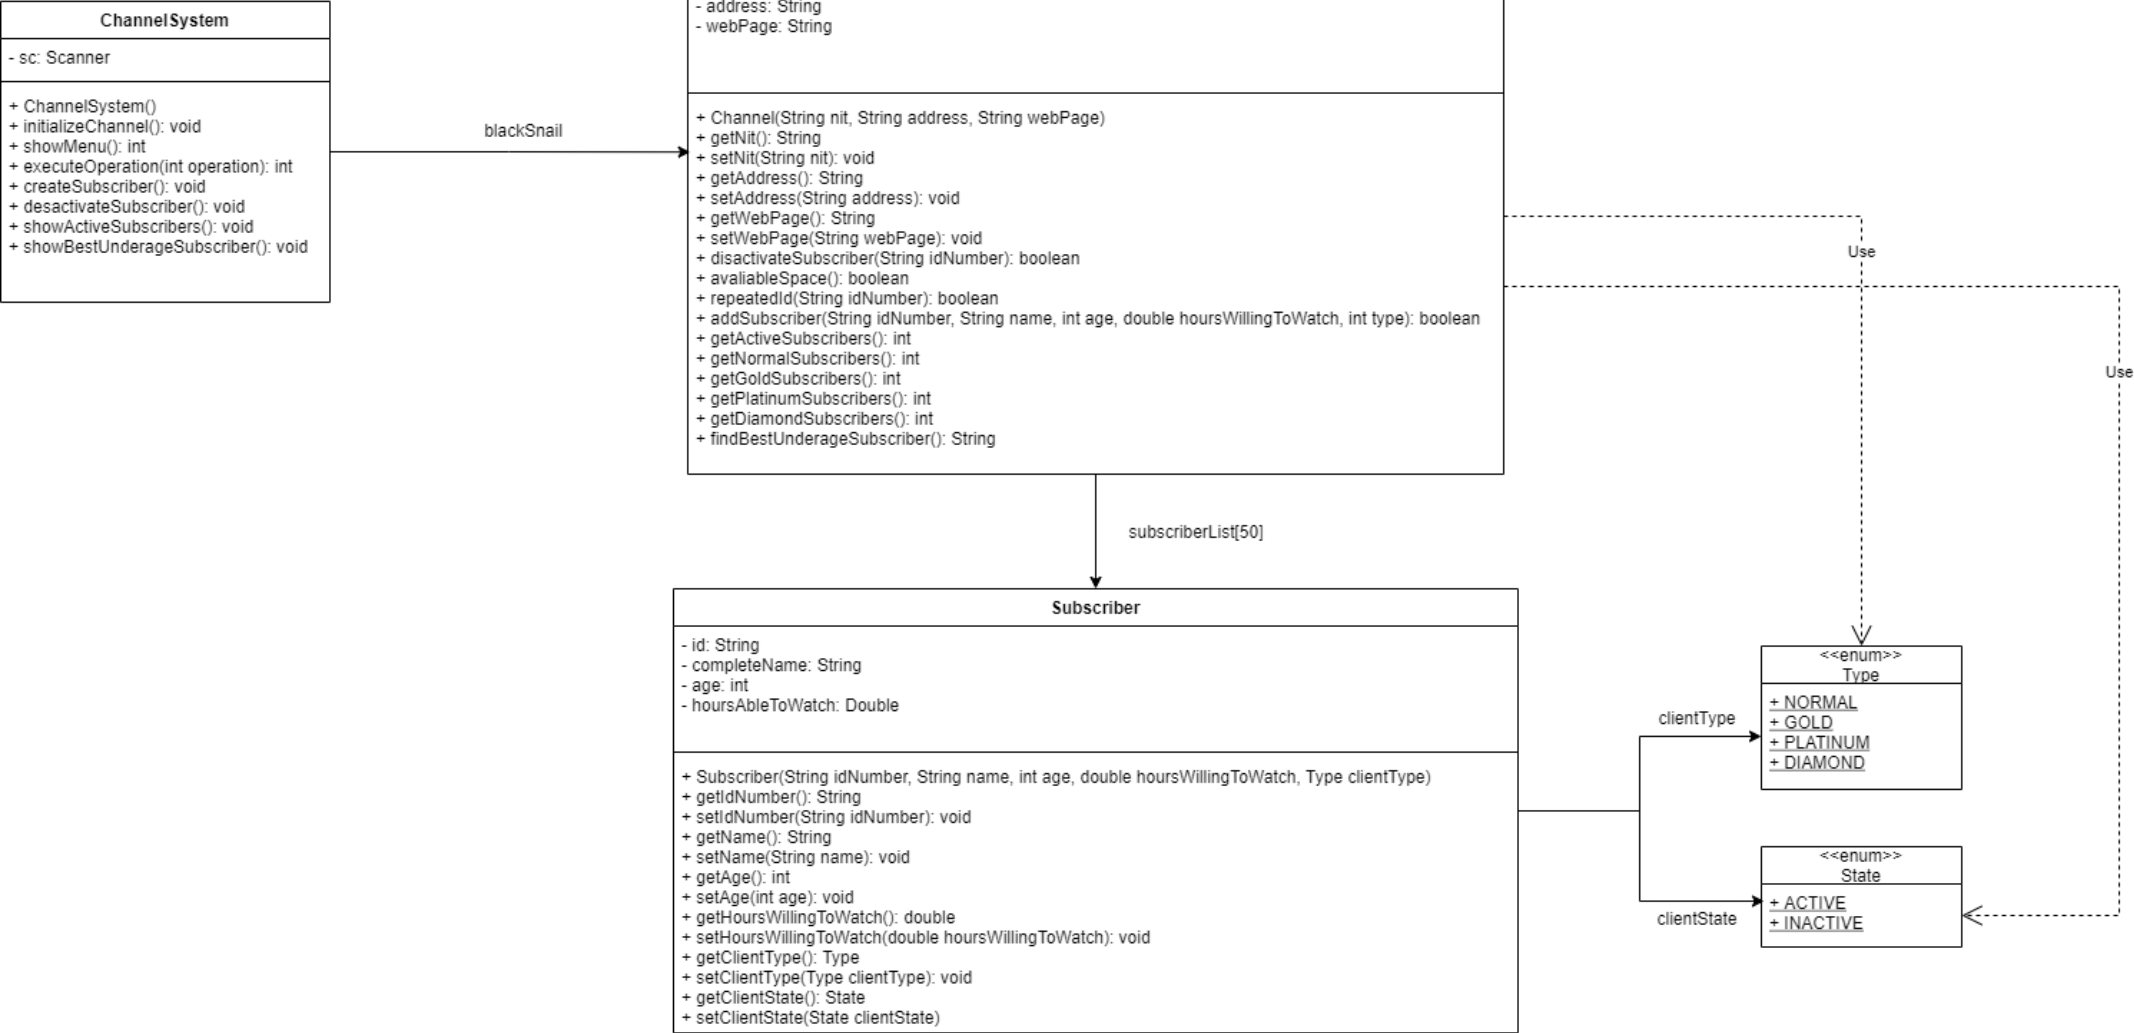 ChannelSystem
- sc: Scanner
+ ChannelSystem()
+ initializeChannel(): void
+ showMenu(): int
+ executeOperation(int operation): int
+ createSubscriber(): void
+ desactivateSubscriber(): void
+ showActiveSubscribers(): void
+ showBestUnderageSubscriber(): void
blackSnail
- address: String
- webPage: String
+ Channel(String nit, String address, String webPage)
+ getNit(): String
+ setNit(String nit): void
+ getAddress(): String
+ setAddress(String address): void
+ getWebPage(): String
+ setWebPage(String webPage): void
+ disactivateSubscriber(String idNumber): boolean
+ avaliableSpace(): boolean
+ repeatedId(String idNumber): boolean
+ addSubscriber(String idNumber, String name, int age, double hoursWillingToWatch, int type): boolean
+ getActiveSubscribers(): int
+ getNormalSubscribers(): int
+ getGoldSubscribers(): int
+ getPlatinumSubscribers(): int
+ getDiamondSubscribers(): int
+ findBestUnderageSubscriber(): String
Use
Use
subscriberList[50]
Subscriber
- id: String
- completeName: String
- age: int
- hoursAbleToWatch: Double
+ Subscriber(String idNumber, String name, int age, double hoursWillingToWatch, Type clientType)
+ getIdNumber(): String
+ setIdNumber(String idNumber): void
+ getName(): String
+ setName(String name): void
+ getAge(): int
+ setAge(int age): void
+ getHoursWillingToWatch(): double
+ setHoursWillingToWatch(double hoursWillingToWatch): void
+ getClientType(): Type
+ setClientType(Type clientType): void
+ getClientState(): State
+ setClientState(State clientState)
clientType
clientState
<<enum>>
Type
+ NORMAL
+ GOLD
+ PLATINUM
+ DIAMOND
<<enum>>
State
+ ACTIVE
+ INACTIVE